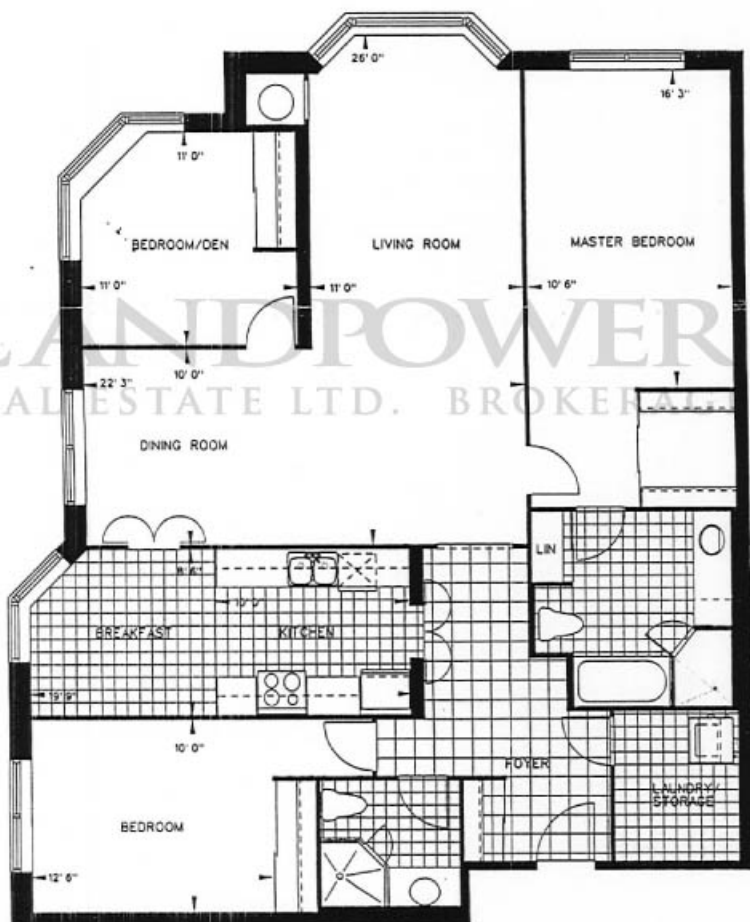 26' 0"
16' 3"
11' 0"
BEDROOM/DEN
LIVING ROOM
MASTER BEDROOM
11' 0"
11' 0"
10' 6"
LANDPOWER
REAL ESTATE LTD. BROKERAGE
10' 0"
22' 3"
DINING ROOM
8' 6"
LIN
BREAKFAST
KITCHEN
19' 9"
10' 0"
FOYER
LAUNDRY/
STORAGE
BEDROOM
12' 6"